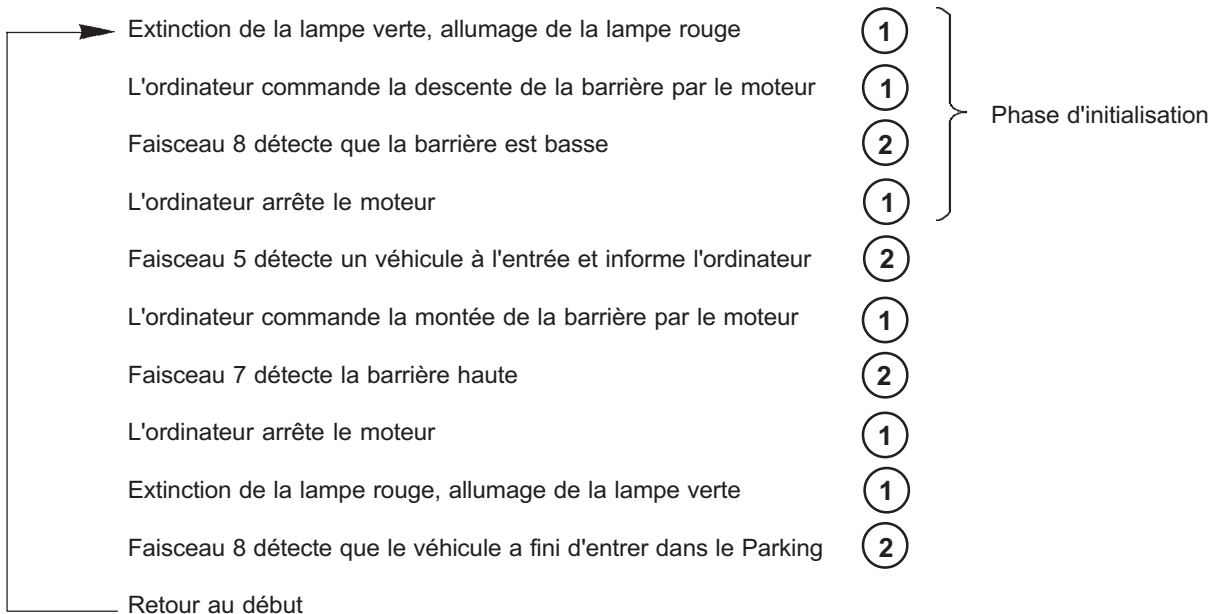 Extinction de la lampe verte, allumage de la lampe rouge 1
L'ordinateur commande la descente de la barrière par le moteur 1
Phase d'initialisation
Faisceau 8 détecte que la barrière est basse 2
L'ordinateur arrête le moteur 1
Faisceau 5 détecte un véhicule à l'entrée et informe l'ordinateur 2
L'ordinateur commande la montée de la barrière par le moteur 1
Faisceau 7 détecte la barrière haute 2
L'ordinateur arrête le moteur 1
Extinction de la lampe rouge, allumage de la lampe verte 1
Faisceau 8 détecte que le véhicule a fini d'entrer dans le Parking 2
Retour au début